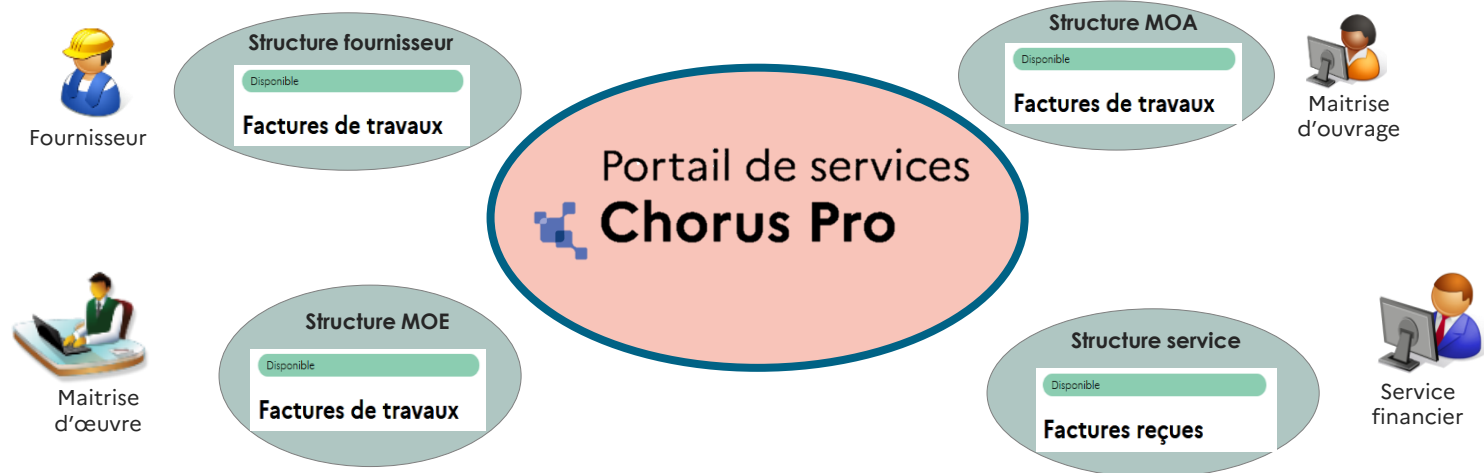 Fournisseur
Structure fournisseur
Disponible
Factures de travaux
Structure MOA
Disponible
Factures de travaux
Maitrise
d'ouvrage
Portail de services
Chorus Pro
Maitrise
d'œuvre
Structure MOE
Disponible
Factures de travaux
Structure service
Disponible
Factures reçues
Service
financier